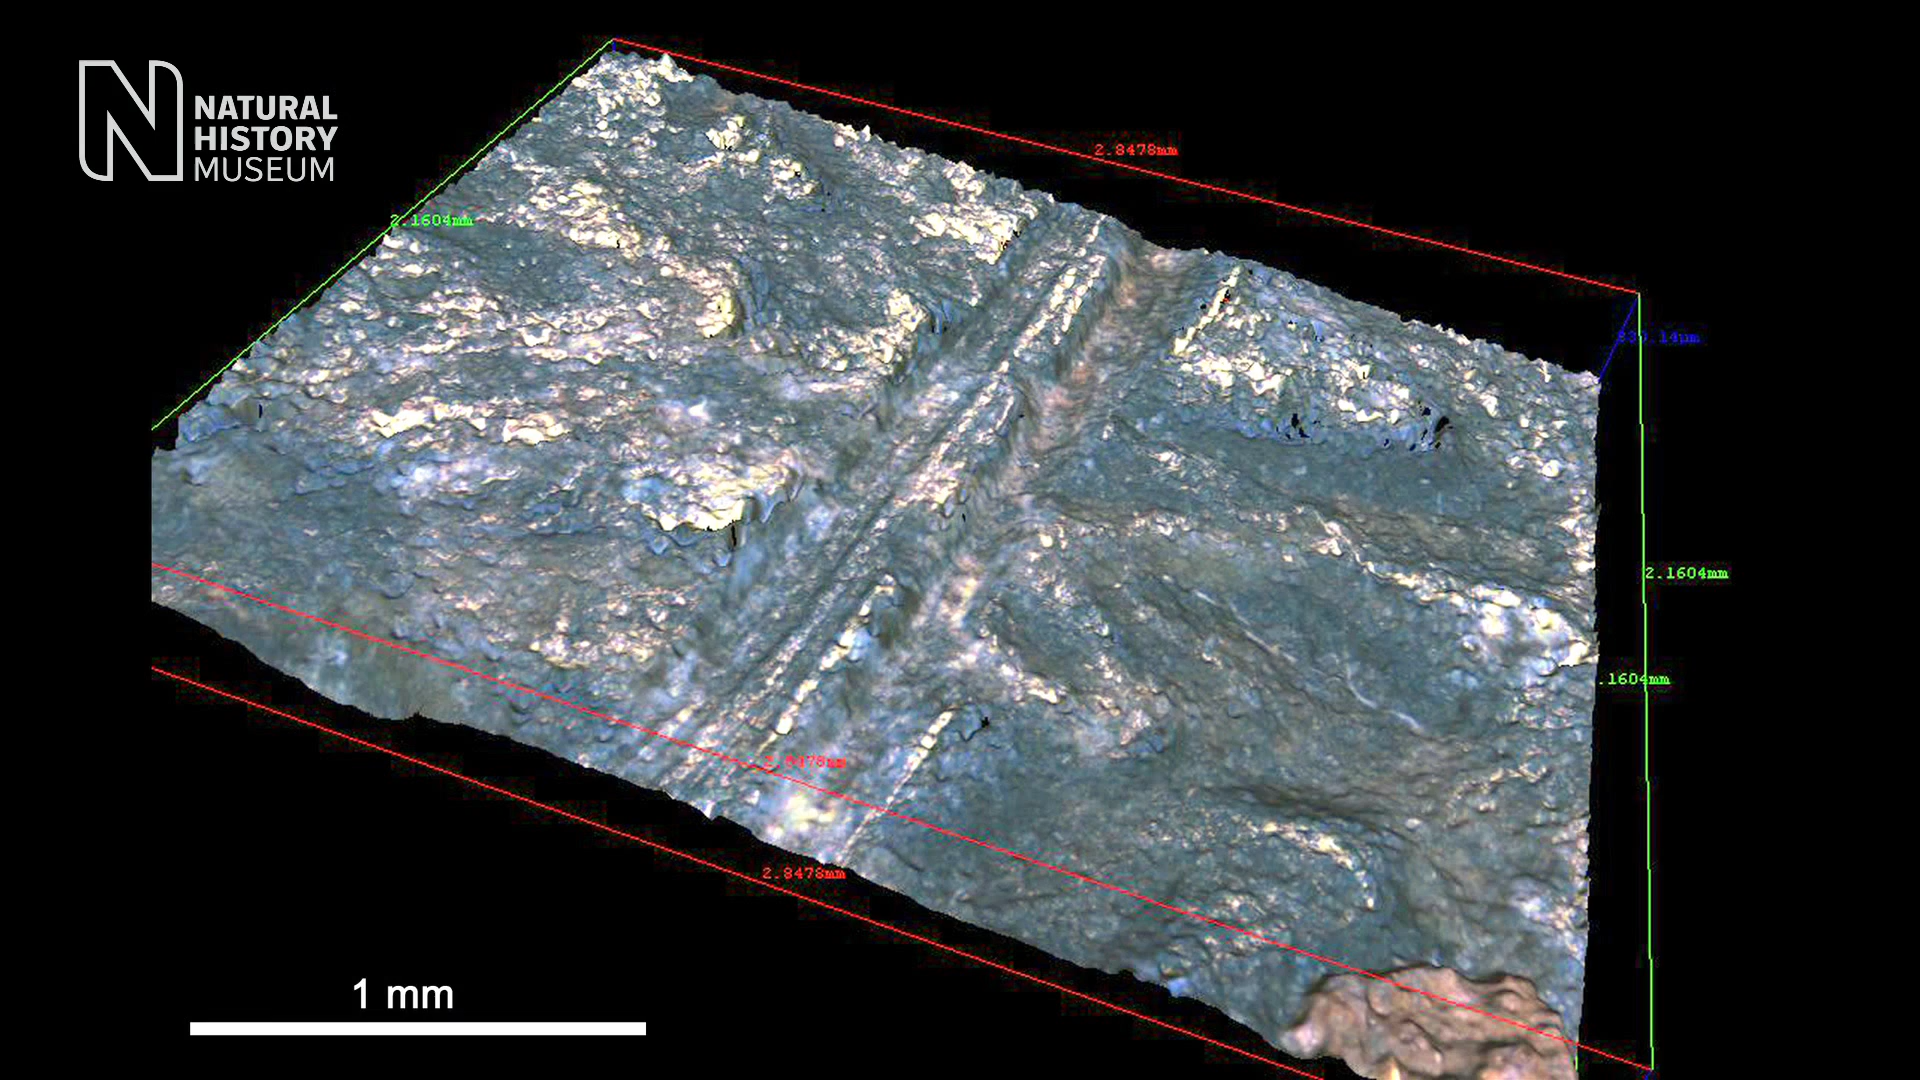 NATURAL
HISTORY
MUSEUM
2.8478mm
2.1604mm
2.1604mm
.1604mm
2.8478mm
2.8478mm
1 mm